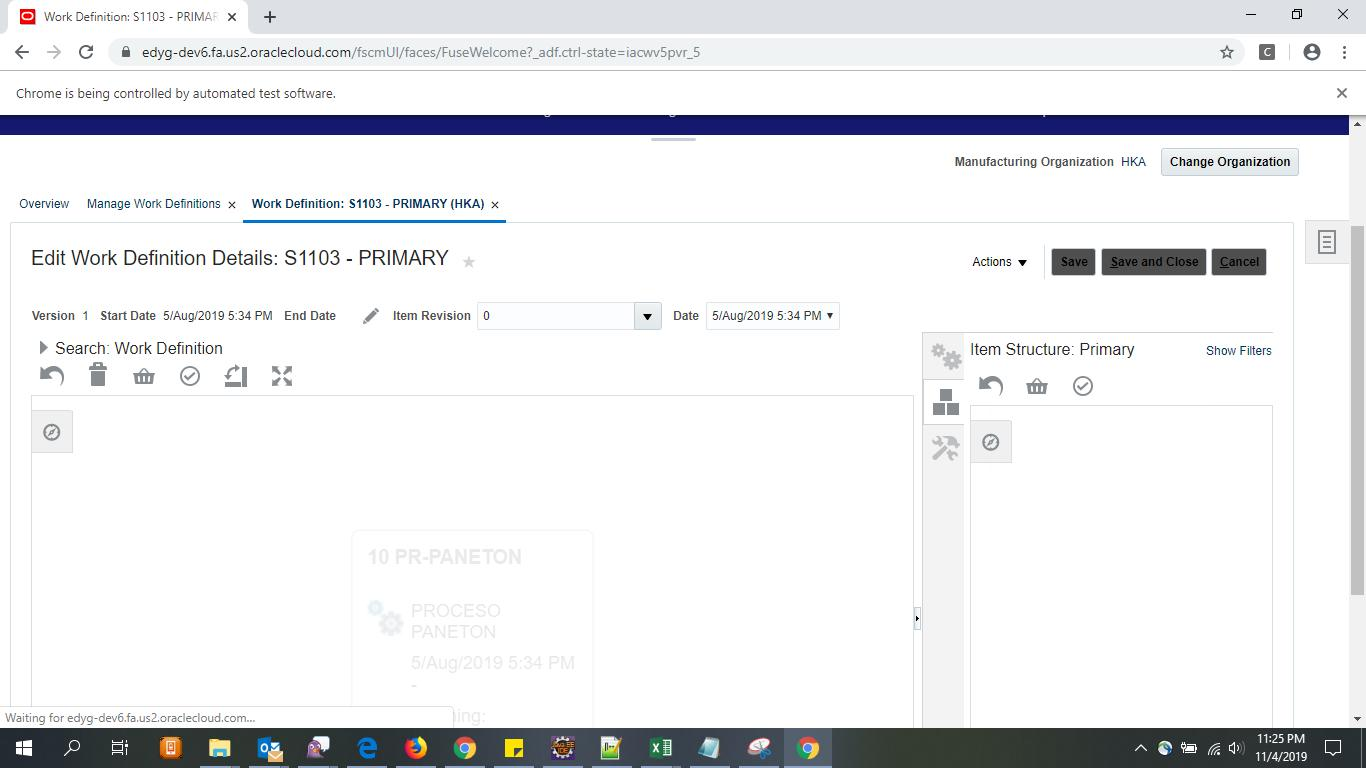 Work Definition: S1103 - PRIMAR
edyg-dev6.fa.us2.oraclecloud.com/fscmUI/faces/FuseWelcome?_adf.ctrl-state=iacwv5pvr_5
C
Chrome is being controlled by automated test software.
Manufacturing Organization HKA Change Organization
Overview Manage Work Definitions Work Definition: S1103 - PRIMARY (HKA)
Edit Work Definition Details: S1103 - PRIMARY
Actions Save Save and Close Cancel
Version 1 Start Date 5/Aug/2019 5:34 PM End Date Item Revision 0 Date 5/Aug/2019 5:34 PM
Search: Work Definition
Item Structure: Primary Show Filters
10 PR-PANETON
PROCESO
PANETON
5/Aug/2019 5:34 PM
-
Waiting for edyg-dev6.fa.us2.oraclecloud.com...
11:25 PM
11/4/2019